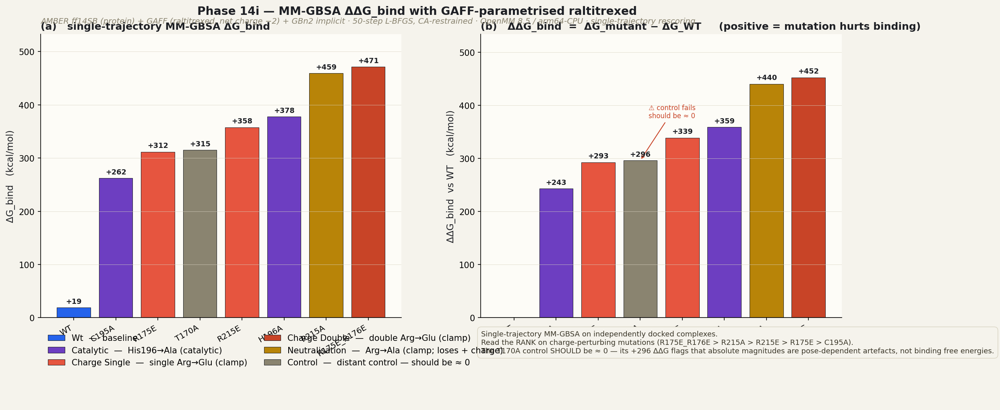 Phase 14i — MM-GBSA ΔΔG_bind with GAFF-parametrised raltitrexed
AMBER ff14SB (protein) + GAFF (raltitrexed, net charge −2) + GBn2 implicit · 50-step L-BFGS, CA-restrained · OpenMM 8.5 / arm64-CPU · single-trajectory rescoring
(a) single-trajectory MM-GBSA ΔG_bind
ΔG_bind (kcal/mol)
500
400
300
200
100
0
+19
+262
+312
+315
+358
+378
+459
+471
WT
C195A
R175E
T170A
R215E
H196A
R215A
R175E_R176E
Wt — baseline
Catalytic — His196→Ala (catalytic)
Charge Single — single Arg→Glu (clamp)
Charge Double — double Arg→Glu (clamp)
Neutralisation — Arg→Ala (clamp; loses + charge)
Control — distant control — should be ≈ 0
(b) ΔΔG_bind = ΔG_mutant − ΔG_WT (positive = mutation hurts binding)
ΔΔG_bind vs WT (kcal/mol)
500
400
300
200
100
0
+243
+293
+296
+339
+359
+440
+452
⚠ control fails
should be ≈ 0
Single-trajectory MM-GBSA on independently docked complexes.
Read the RANK on charge-perturbing mutations (R175E_R176E > R215A > R215E > R175E > C195A).
The T170A control SHOULD be ≈ 0 — its +296 ΔΔG flags that absolute magnitudes are pose-dependent artefacts, not binding free energies.